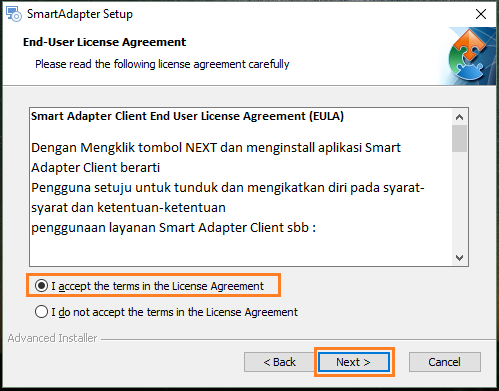 SmartAdapter Setup
End-User License Agreement
Please read the following license agreement carefully
Smart Adapter Client End User License Agreement (EULA)
Dengan Mengklik tombol NEXT dan menginstall aplikasi Smart
Adapter Client berarti
Pengguna setuju untuk tunduk dan mengikatkan diri pada syarat-
syarat dan ketentuan-ketentuan
penggunaan layanan Smart Adapter Client sbb :
I accept the terms in the License Agreement
I do not accept the terms in the License Agreement
Advanced Installer
< Back
Next >
Cancel